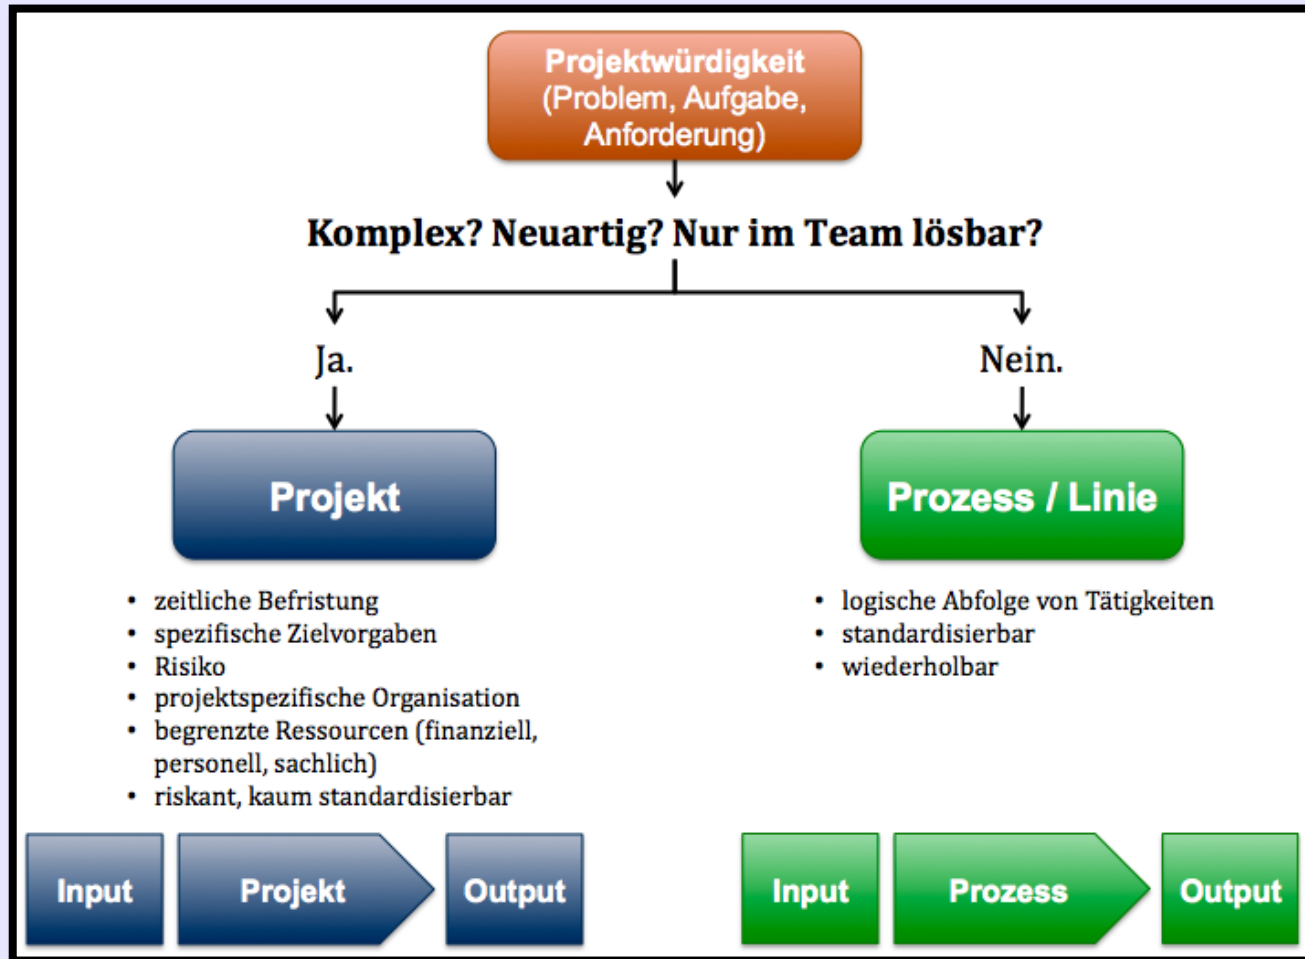 Projektwürdigkeit
(Problem, Aufgabe,
Anforderung)
Komplex? Neuartig? Nur im Team lösbar?
Ja.
Nein.
Projekt
Prozess / Linie
• zeitliche Befristung
• spezifische Zielvorgaben
• Risiko
• projektspezifische Organisation
• begrenzte Ressourcen (finanziell,
personell, sachlich)
• riskant, kaum standardisierbar
• logische Abfolge von Tätigkeiten
• standardisierbar
• wiederholbar
Input
Projekt
Output
Input
Prozess
Output